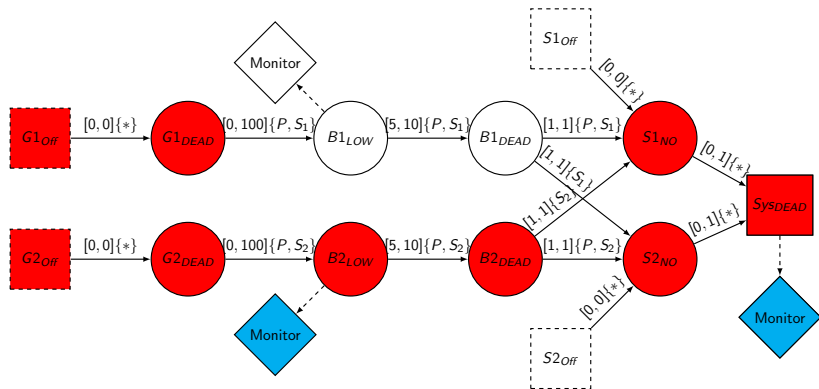 S1Off
Monitor
[0, 0]{*}
G1Off
[0, 0]{*}
G1DEAD
[0, 100]{P, S1}
B1LOW
[5, 10]{P, S1}
B1DEAD
[1, 1]{P, S1}
S1NO
[0, 1]{*}
[1, 1]{S1}
[1, 1]{S2}
SysDEAD
[0, 1]{*}
G2Off
[0, 0]{*}
G2DEAD
[0, 100]{P, S2}
B2LOW
[5, 10]{P, S2}
B2DEAD
[1, 1]{P, S2}
S2NO
[0, 0]{*}
Monitor
Monitor
S2Off